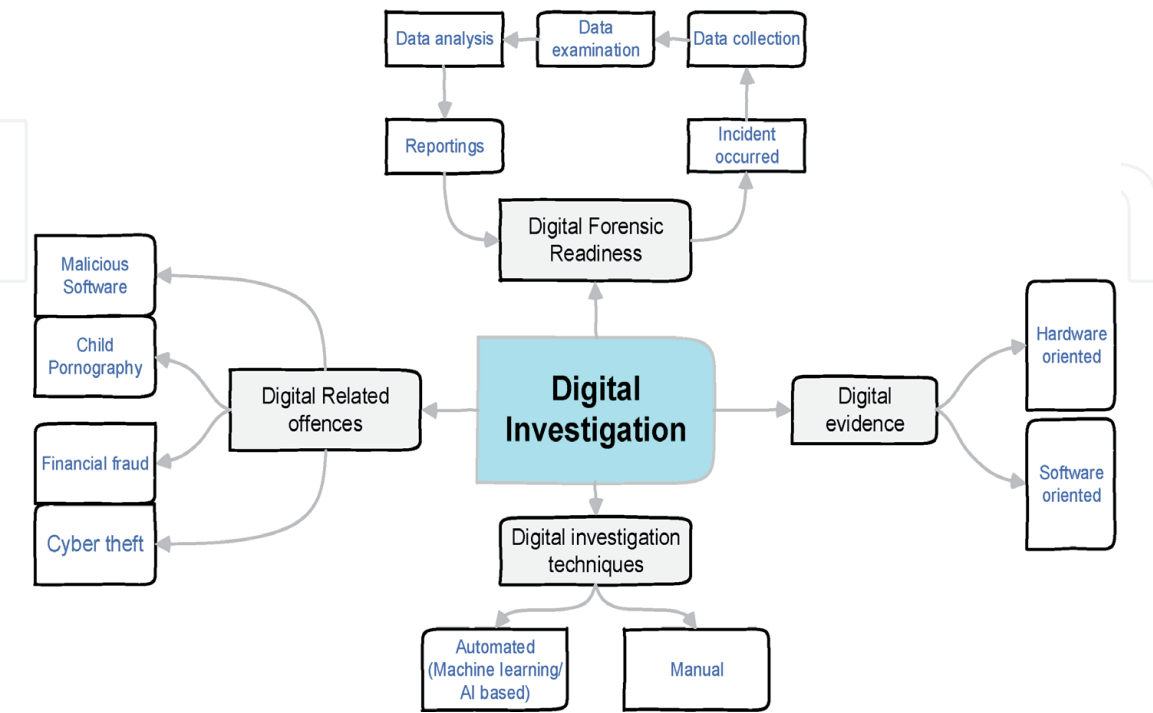 Data analysis
Data
examination
Data collection
Reportings
Incident
occurred
Digital Forensic
Readiness
Malicious
Software
Child
Pornography
Digital Related
offences
Financial fraud
Cyber theft
Digital
Investigation
Digital
evidence
Hardware
oriented
Software
oriented
Digital investigation
techniques
Automated
(Machine learning/
AI based)
Manual